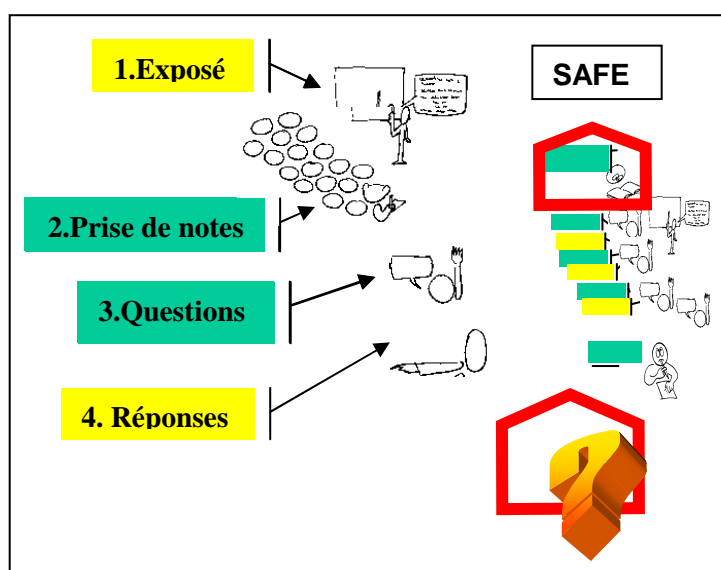 1.Exposé
SAFE
2.Prise de notes
3.Questions
4. Réponses